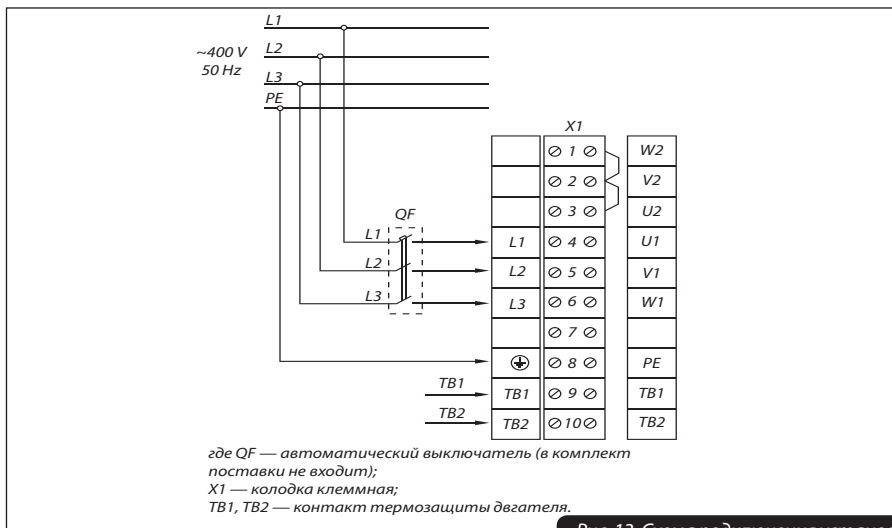 L1
~400 V
50 Hz
L2
L3
PE
X1
1 W2
2 V2
3 U2
QF
L1 L1 4 U1
L2 L2 5 V1
L3 L3 6 W1
7
8 PE
TB1 TB1 9 TB1
TB2 TB2 10 TB2
где QF — автоматический выключатель (в комплект
поставки не входит);
X1 — колодка клеммная;
TB1, TB2 — контакт термозащиты двгателя.